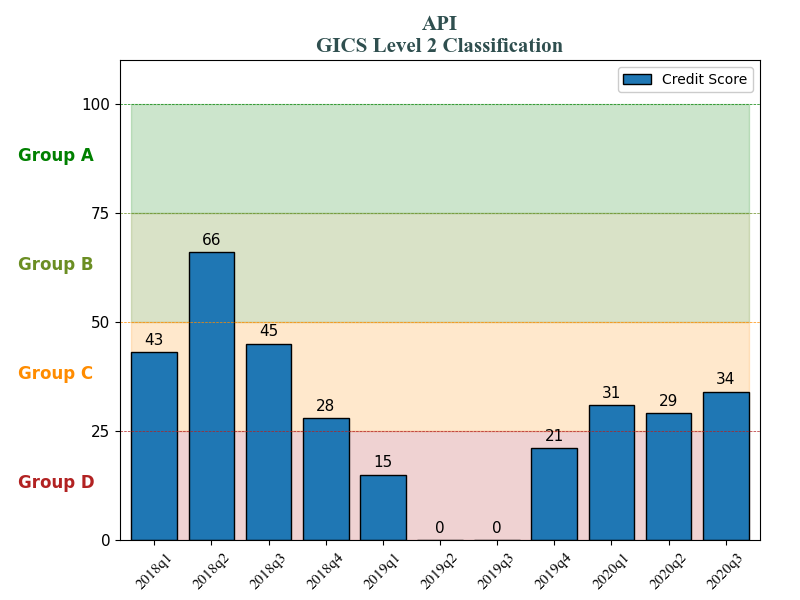 API
GICS Level 2 Classification
Credit Score
100
Group A
75
66
Group B
50
45
43
Group C
34
31
29
28
25
21
15
Group D
0 0
0
2018q1 2018q2 2018q3 2018q4 2019q1 2019q2 2019q3 2019q4 2020q1 2020q2 2020q3